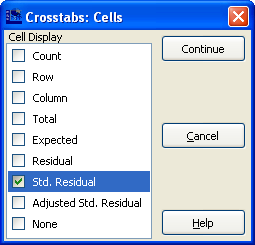 Crosstabs: Cells
Cell Display
Count
Row
Column
Total
Expected
Residual
Std. Residual
Adjusted Std. Residual
None
Continue
Cancel
Help